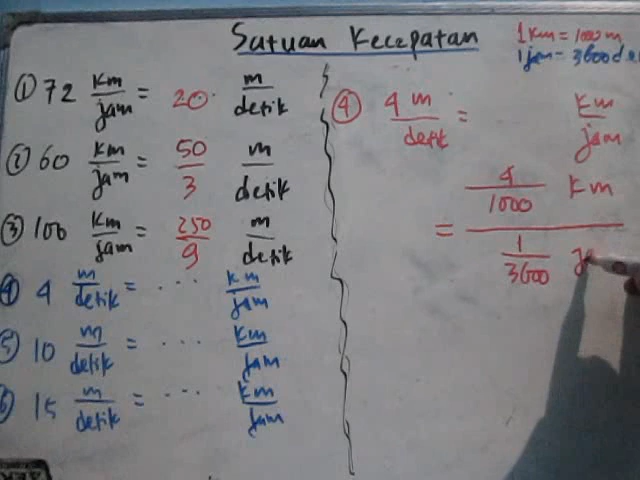 Satuan Kecepatan
1 km = 1000 m
1 jam = 3600 de
① 72 km/jam = 20 m/detik
② 60 km/jam = 50/3 m/detik
③ 100 km/jam = 250/9 m/detik
④ 4 m/detik = ... km/jam
⑤ 10 m/detik = ... km/jam
⑥ 15 m/detik = ... km/jam
④ 4 m/detik = km/jam
= 4/1000 km
1/3600 j